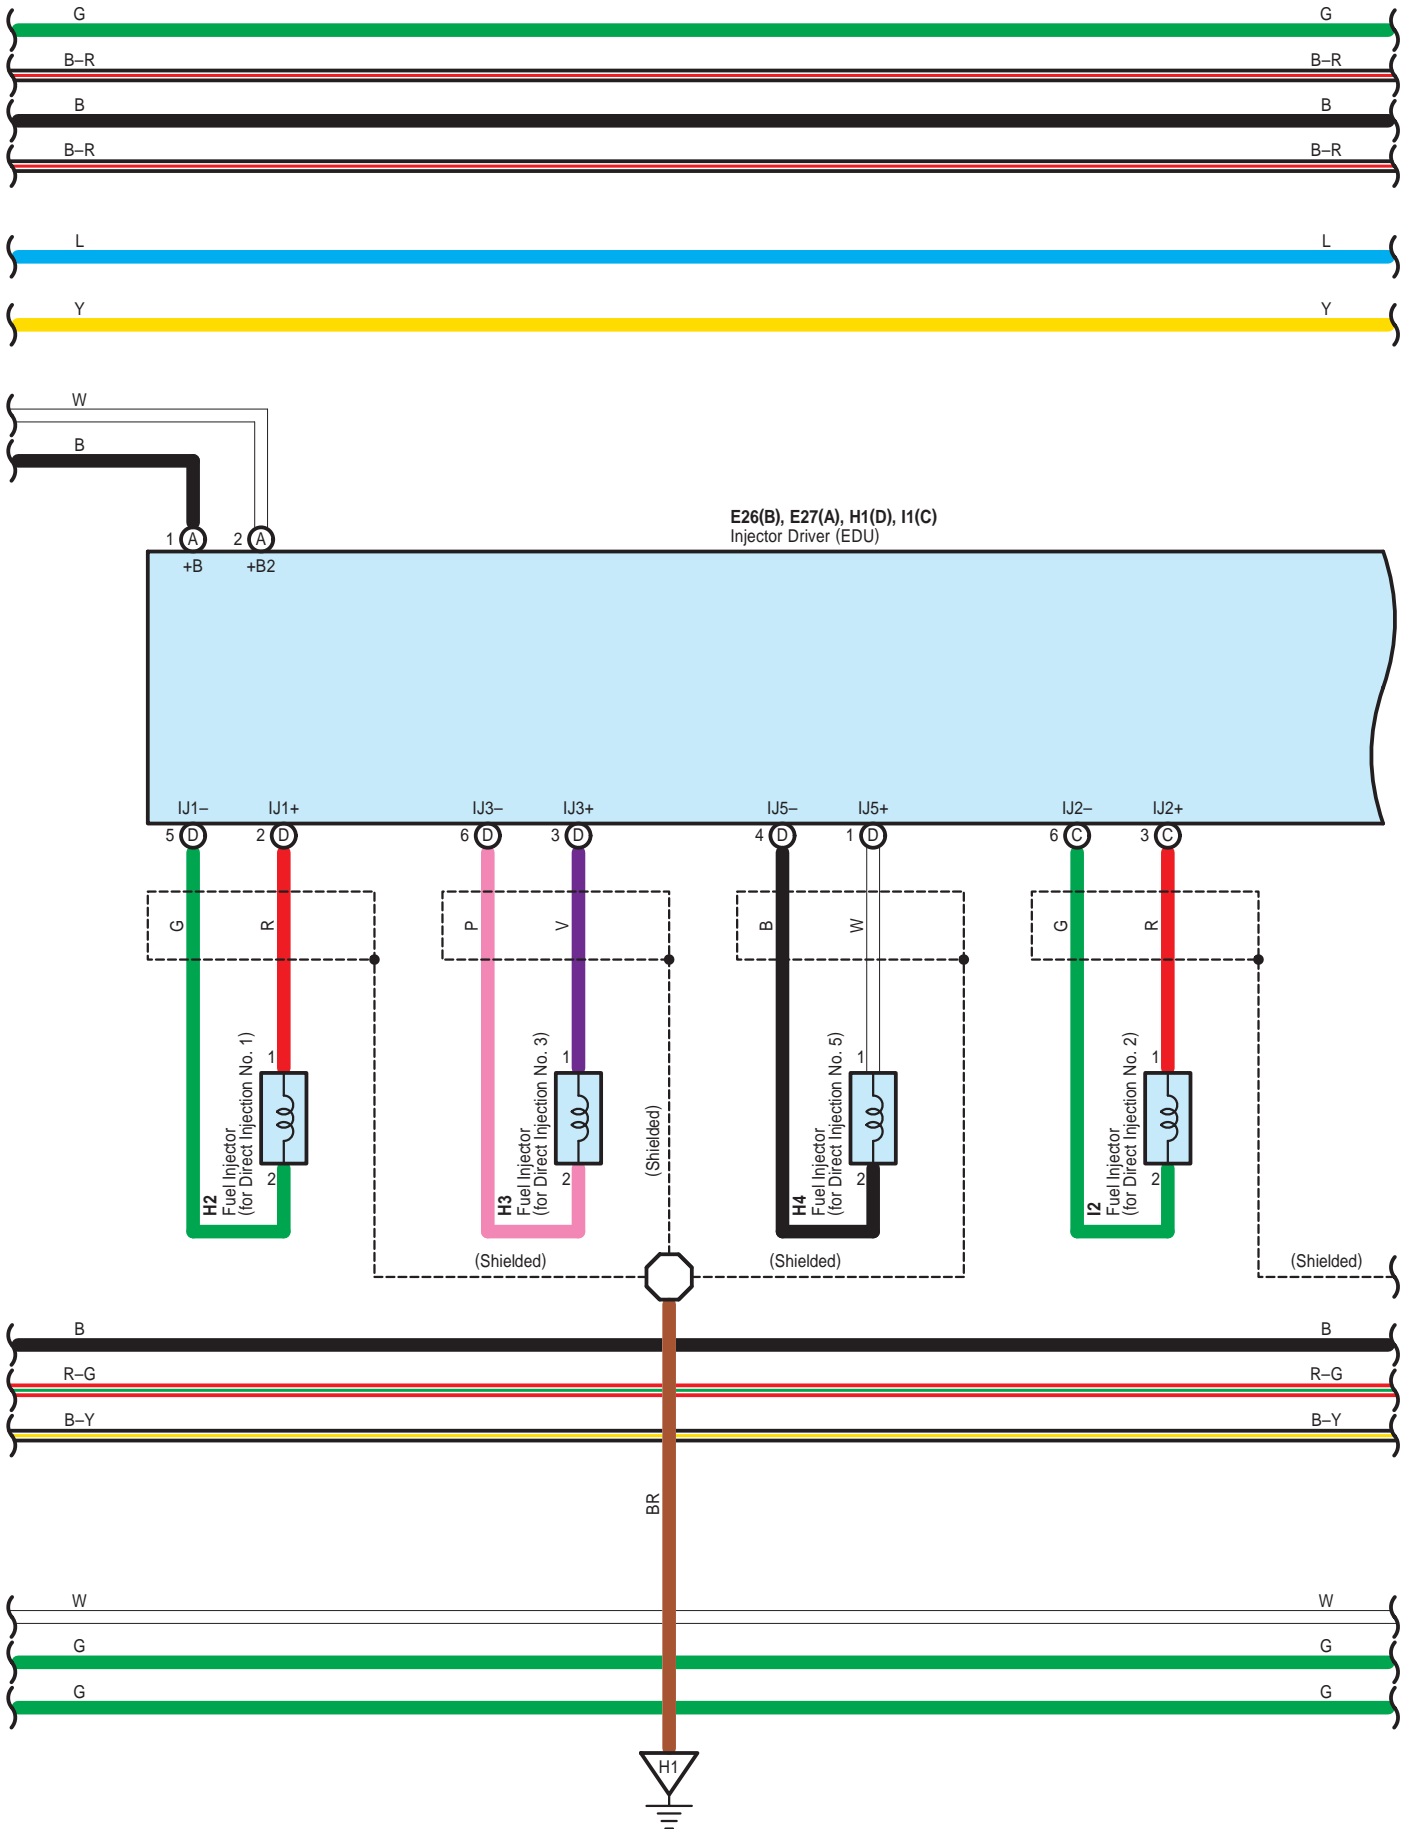 G G
B–R B–R
B B
B–R B–R
L L
Y Y
W
B
E26(B), E27(A), H1(D), I1(C)
Injector Driver (EDU)
1 A 2 A
+B +B2
IJ1– IJ1+ IJ3– IJ3+ IJ5– IJ5+ IJ2– IJ2+
5 D 2 D 6 D 3 D 4 D 1 D 6 C 3 C
G R P V B W G R
1 1 1 1
H2
Fuel Injector
(for Direct Injection No. 1)
H3
Fuel Injector
(for Direct Injection No. 3)
(Shielded)
H4
Fuel Injector
(for Direct Injection No. 5)
I2
Fuel Injector
(for Direct Injection No. 2)
2 2 2 2
(Shielded) (Shielded) (Shielded)
B B
R–G R–G
B–Y B–Y
BR
W W
G G
G G
H1